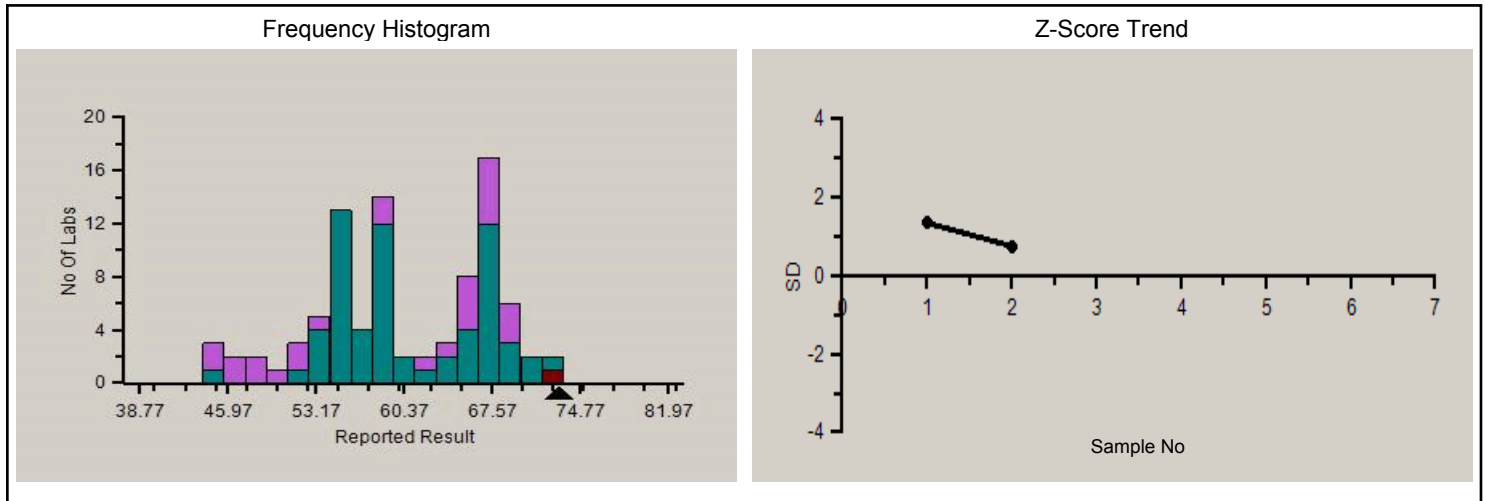 Frequency Histogram
20
16
12
8
4
0
No Of Labs
38.77 45.97 53.17 60.37 67.57 74.77 81.97
Reported Result
Z-Score Trend
4
2
0
-2
-4
SD
0 1 2 3 4 5 6 7
Sample No